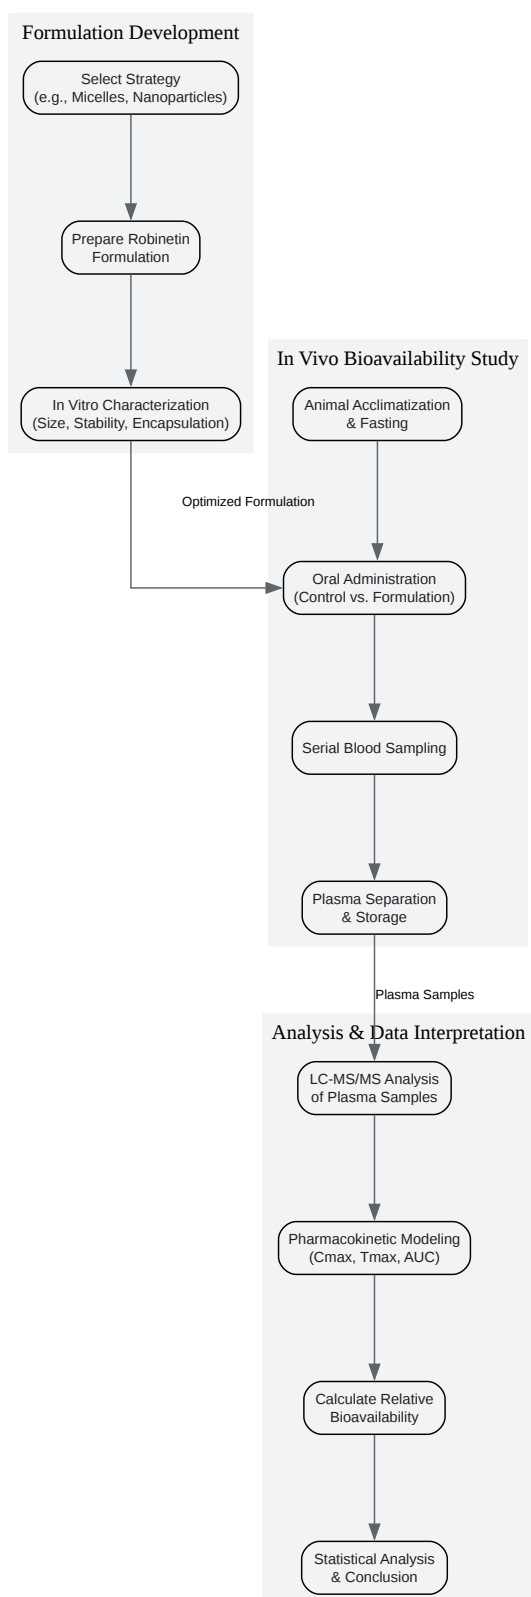 Formulation Development
Select Strategy
(e.g., Micelles, Nanoparticles)
Prepare Robinetin
Formulation
In Vitro Characterization
(Size, Stability, Encapsulation)
Optimized Formulation
In Vivo Bioavailability Study
Animal Acclimatization
& Fasting
Oral Administration
(Control vs. Formulation)
Serial Blood Sampling
Plasma Separation
& Storage
Plasma Samples
Analysis & Data Interpretation
LC-MS/MS Analysis
of Plasma Samples
Pharmacokinetic Modeling
(Cmax, Tmax, AUC)
Calculate Relative
Bioavailability
Statistical Analysis
& Conclusion